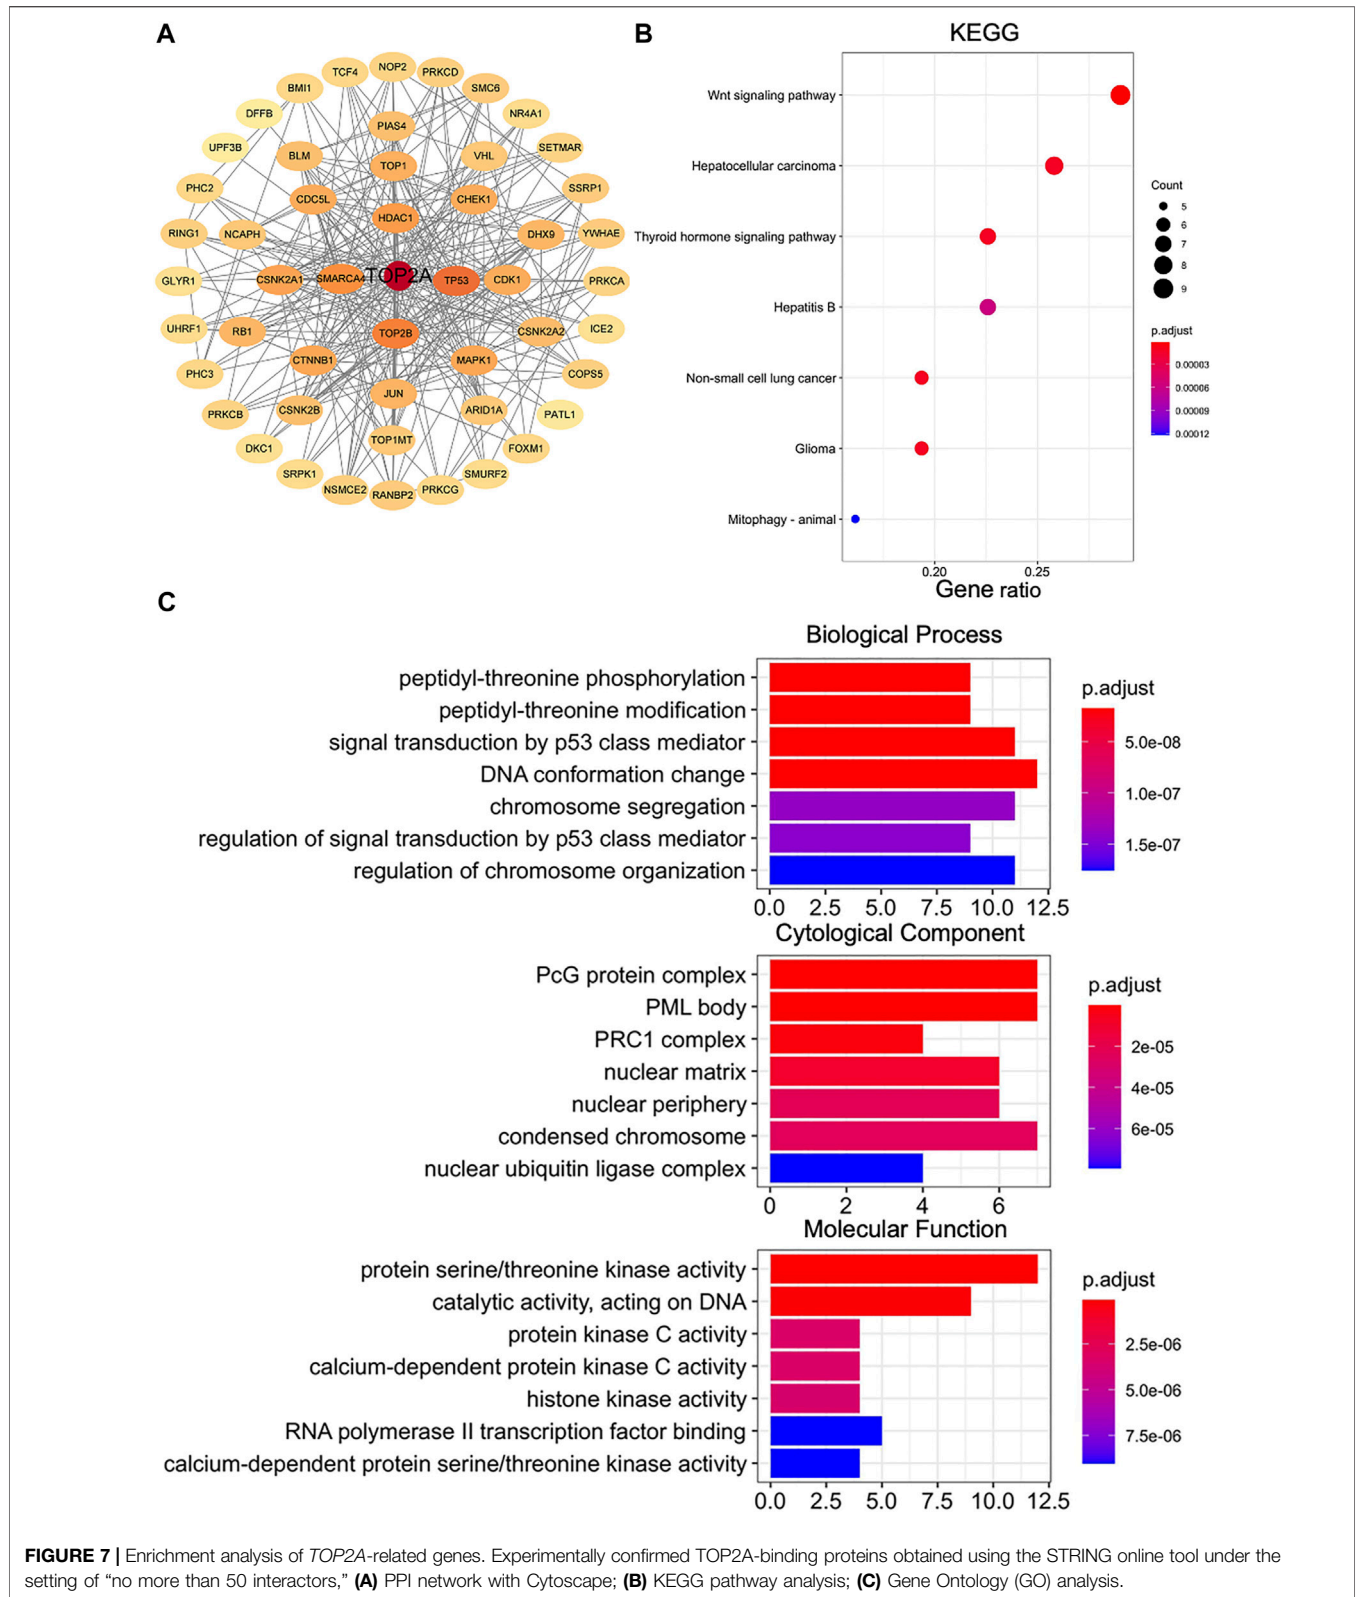 A
NOP2
TCF4
PRKCD
BMI1
SMC6
DFFB
NR4A1
PIAS4
UPF3B
BLM
TOP1
VHL
SETMAR
PHC2
CDC5L
CHEK1
SSRP1
HDAC1
RING1
NCAPH
DHX9
YWHAE
GLYR1
CSNK2A1
SMARCA4
TOP2A
TP53
CDK1
PRKCA
UHRF1
RB1
TOP2B
CSNK2A2
ICE2
PHC3
CTNNB1
MAPK1
COPS5
JUN
PRKCB
CSNK2B
ARID1A
PATL1
DKC1
TOP1MT
FOXM1
SRPK1
SMURF2
NSMCE2
RANBP2
PRKCG
B
KEGG
Wnt signaling pathway
Hepatocellular carcinoma
Thyroid hormone signaling pathway
Hepatitis B
Non-small cell lung cancer
Glioma
Mitophagy - animal
0.20 0.25
Gene ratio
Count
5
6
7
8
9
p.adjust
0.00003
0.00006
0.00009
0.00012
C
Biological Process
peptidyl-threonine phosphorylation
peptidyl-threonine modification
signal transduction by p53 class mediator
DNA conformation change
chromosome segregation
regulation of signal transduction by p53 class mediator
regulation of chromosome organization
0.0 2.5 5.0 7.5 10.0 12.5
p.adjust
5.0e-08
1.0e-07
1.5e-07
Cytological Component
PcG protein complex
PML body
PRC1 complex
nuclear matrix
nuclear periphery
condensed chromosome
nuclear ubiquitin ligase complex
0 2 4 6
p.adjust
2e-05
4e-05
6e-05
Molecular Function
protein serine/threonine kinase activity
catalytic activity, acting on DNA
protein kinase C activity
calcium-dependent protein kinase C activity
histone kinase activity
RNA polymerase II transcription factor binding
calcium-dependent protein serine/threonine kinase activity
0.0 2.5 5.0 7.5 10.0 12.5
p.adjust
2.5e-06
5.0e-06
7.5e-06
FIGURE 7 | Enrichment analysis of TOP2A-related genes. Experimentally confirmed TOP2A-binding proteins obtained using the STRING online tool under the
setting of “no more than 50 interactors,” (A) PPI network with Cytoscape; (B) KEGG pathway analysis; (C) Gene Ontology (GO) analysis.